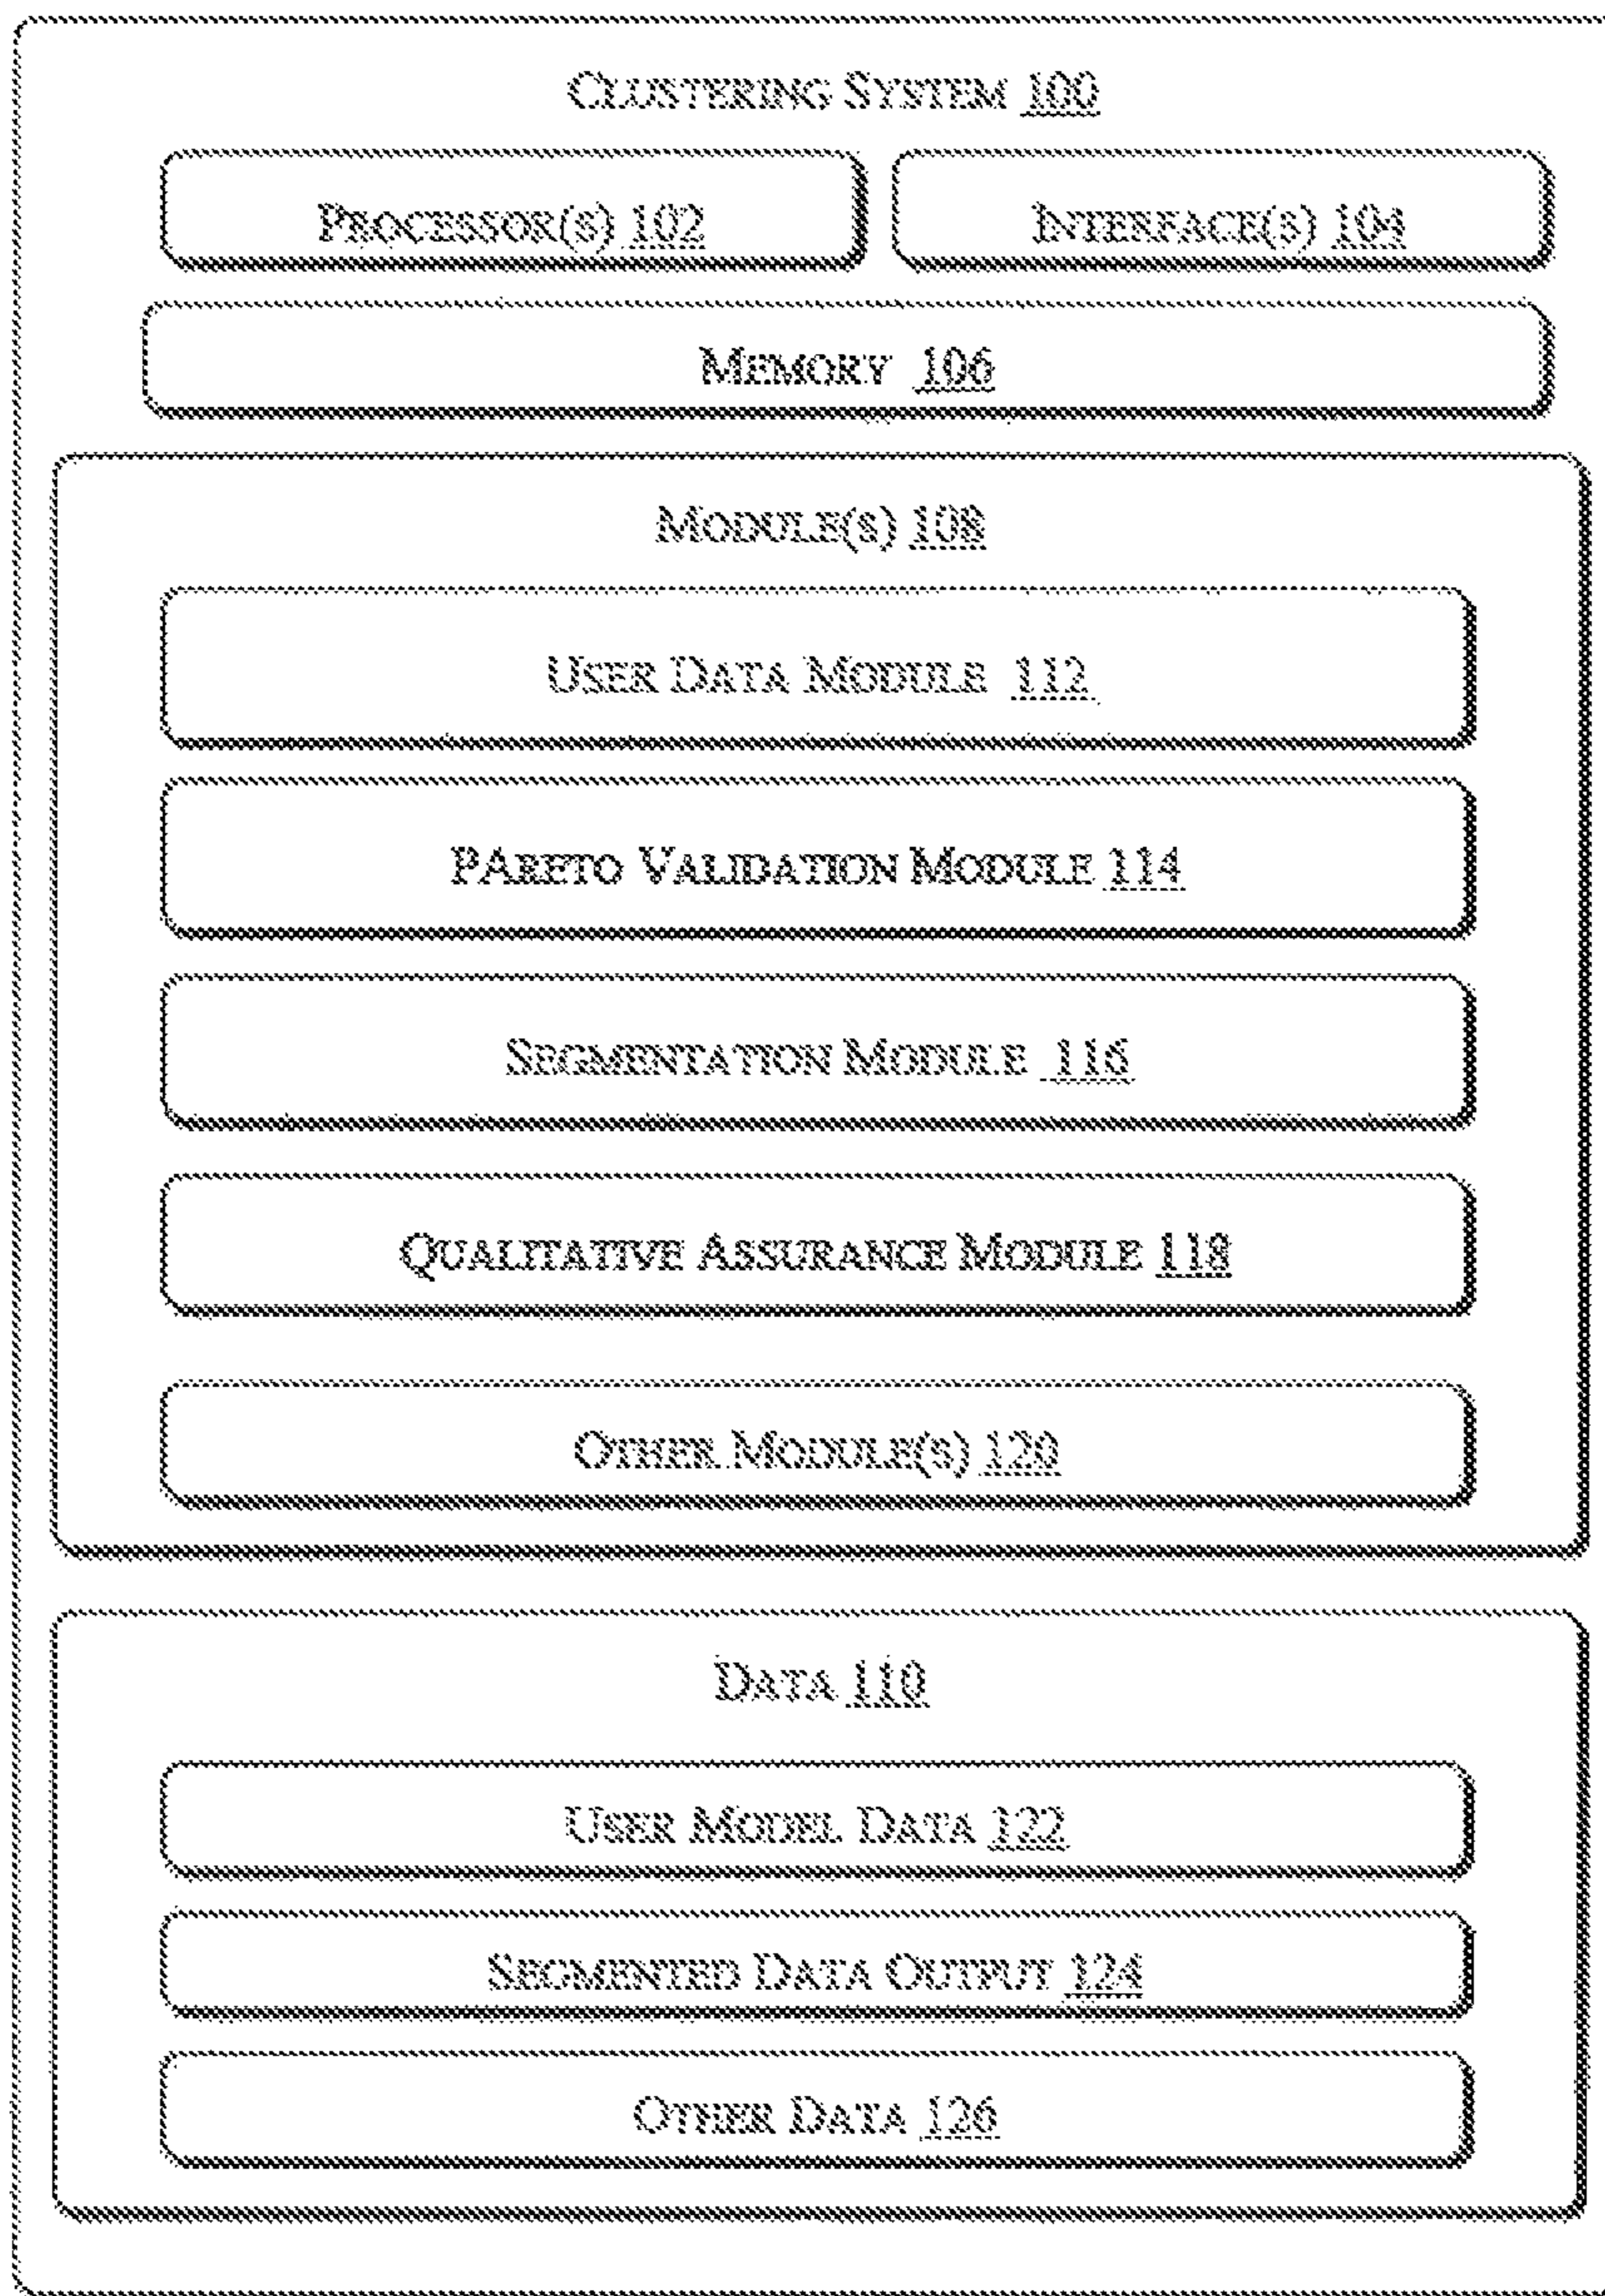 CLUSTERING SYSTEM 100
PROCESSOR(S) 102
INTERFACE(S) 104
MEMORY 106
MODULE(S) 108
USER DATA MODULE 112
PARETO VALIDATION MODULE 114
SEGMENTATION MODULE 116
QUALITATIVE ASSURANCE MODULE 118
OTHER MODULE(S) 120
DATA 110
USER MODEL DATA 122
SEGMENTED DATA OUTPUT 124
OTHER DATA 126